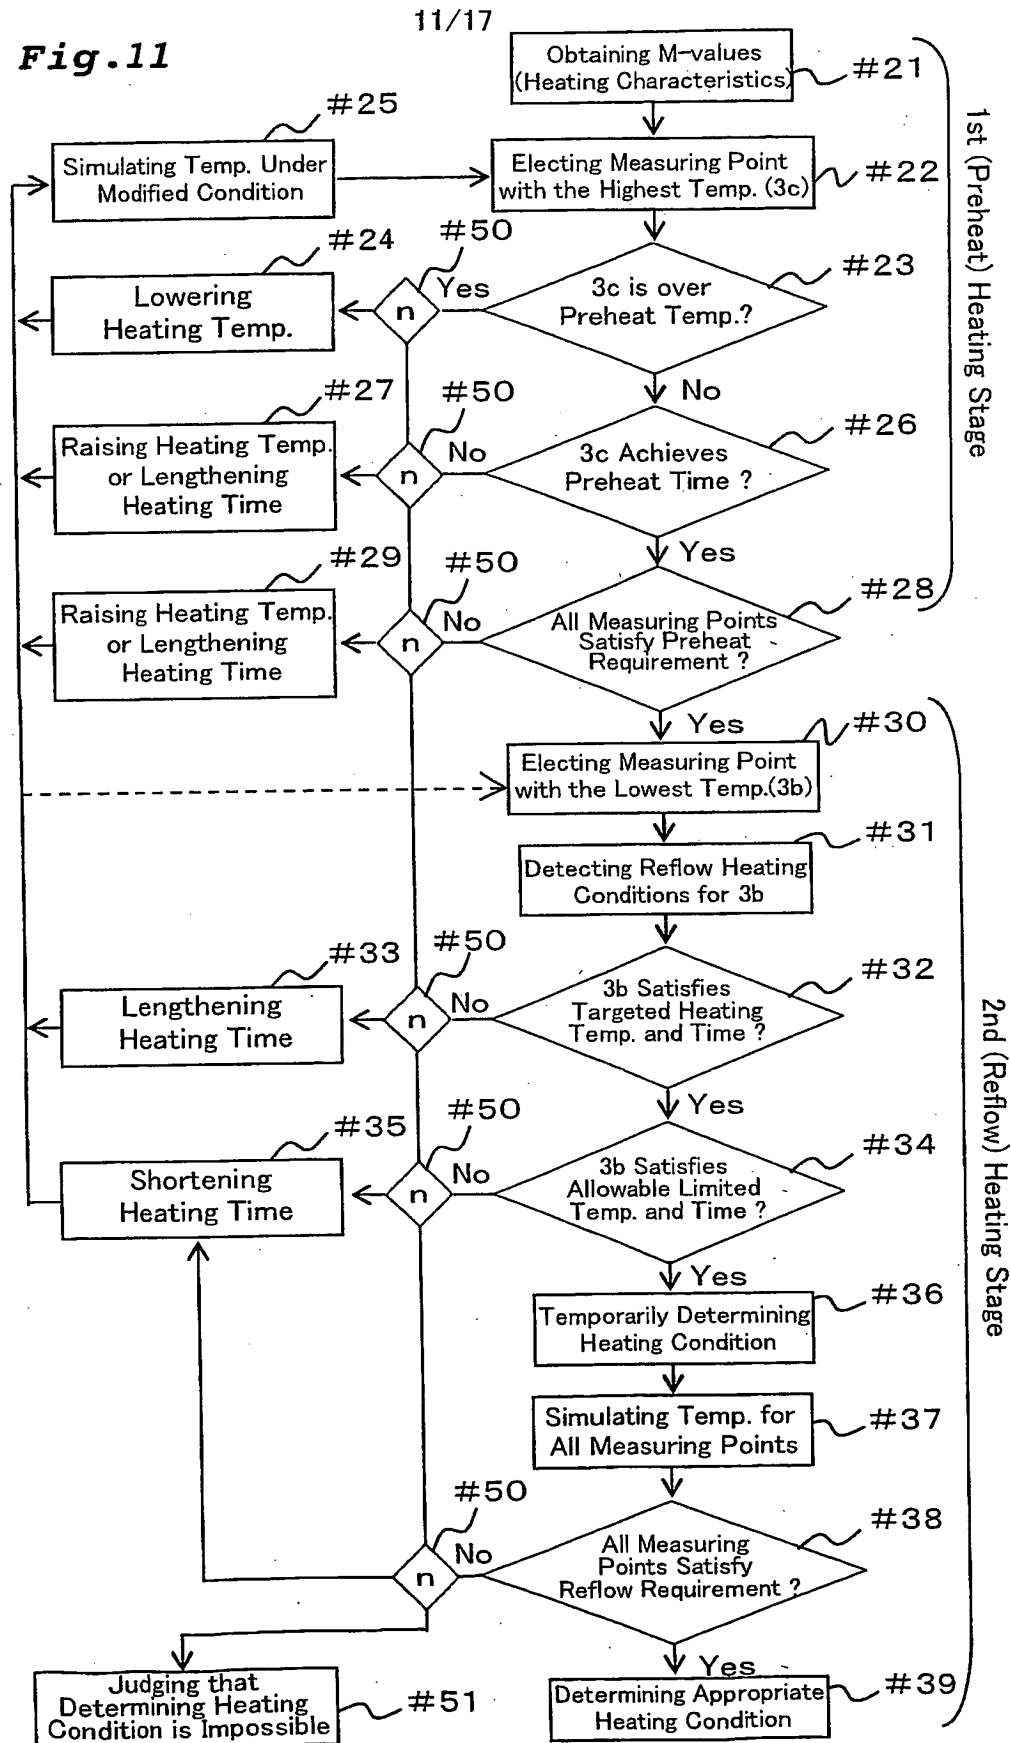 11/17
Fig.11
Obtaining M-values
(Heating Characteristics)
#21
#25
Simulating Temp. Under
Modified Condition
Electing Measuring Point
with the Highest Temp. (3c)
#22
1st (Preheat) Heating Stage
#24
Lowering
Heating Temp.
#50
n
Yes
3c is over
Preheat Temp.?
#23
No
#27
Raising Heating Temp.
or Lengthening
Heating Time
#50
n
No
3c Achieves
Preheat Time ?
#26
Yes
#29
Raising Heating Temp.
or Lengthening
Heating Time
#50
n
No
All Measuring Points
Satisfy Preheat
Requirement ?
#28
Yes
#30
Electing Measuring Point
with the Lowest Temp.(3b)
#31
Detecting Reflow Heating
Conditions for 3b
2nd (Reflow) Heating Stage
#33
Lengthening
Heating Time
#50
n
No
3b Satisfies
Targeted Heating
Temp. and Time ?
#32
Yes
#35
Shortening
Heating Time
#50
n
No
3b Satisfies
Allowable Limited
Temp. and Time ?
#34
Yes
Temporarily Determining
Heating Condition
#36
Simulating Temp. for
All Measuring Points
#37
#50
n
No
All Measuring
Points Satisfy
Reflow Requirement ?
#38
Yes
Judging that
Determining Heating
Condition is Impossible
#51
Determining Appropriate
Heating Condition
#39